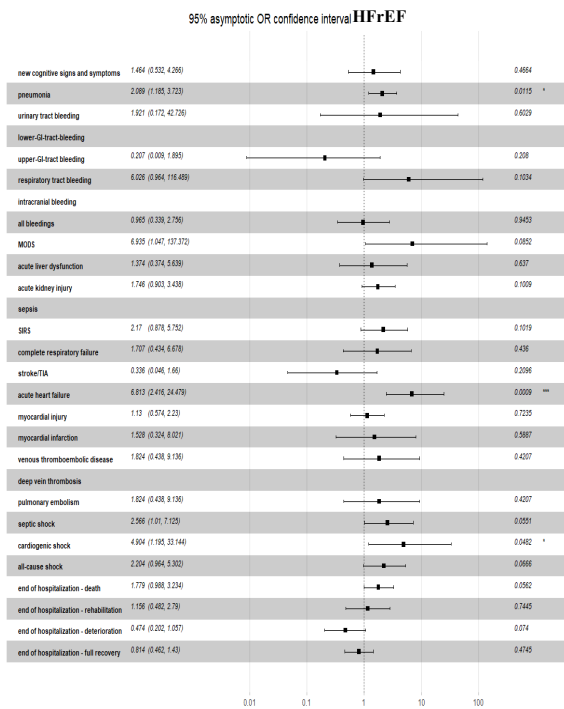 95% asymptotic OR confidence interval HFrEF
new cognitive signs and symptoms 1.464 (0.532, 4.266) 0.4664
pneumonia 2.089 (1.185, 3.723) 0.0115 *
urinary tract bleeding 1.921 (0.172, 42.726) 0.6029
lower-GI-tract-bleeding
upper-GI-tract bleeding 0.207 (0.009, 1.895) 0.208
respiratory tract bleeding 6.026 (0.964, 116.489) 0.1034
intracranial bleeding
all bleedings 0.965 (0.339, 2.756) 0.9453
MODS 6.935 (1.047, 137.372) 0.0852
acute liver dysfunction 1.374 (0.374, 5.639) 0.637
acute kidney injury 1.746 (0.903, 3.438) 0.1009
sepsis
SIRS 2.17 (0.878, 5.752) 0.1019
complete respiratory failure 1.707 (0.434, 6.678) 0.436
stroke/TIA 0.336 (0.046, 1.66) 0.2096
acute heart failure 6.813 (2.416, 24.479) 0.0009 ***
myocardial injury 1.13 (0.574, 2.23) 0.7235
myocardial infarction 1.528 (0.324, 8.021) 0.5887
venous thromboembolic disease 1.824 (0.438, 9.136) 0.4207
deep vein thrombosis
pulmonary embolism 1.824 (0.438, 9.136) 0.4207
septic shock 2.566 (1.01, 7.125) 0.0551
cardiogenic shock 4.904 (1.195, 33.144) 0.0482 *
all-cause shock 2.204 (0.964, 5.302) 0.0666
end of hospitalization - death 1.779 (0.988, 3.234) 0.0562
end of hospitalization - rehabilitation 1.156 (0.482, 2.79) 0.7445
end of hospitalization - deterioration 0.474 (0.202, 1.057) 0.074
end of hospitalization - full recovery 0.814 (0.462, 1.43) 0.4745
0.01 0.1 1 10 100